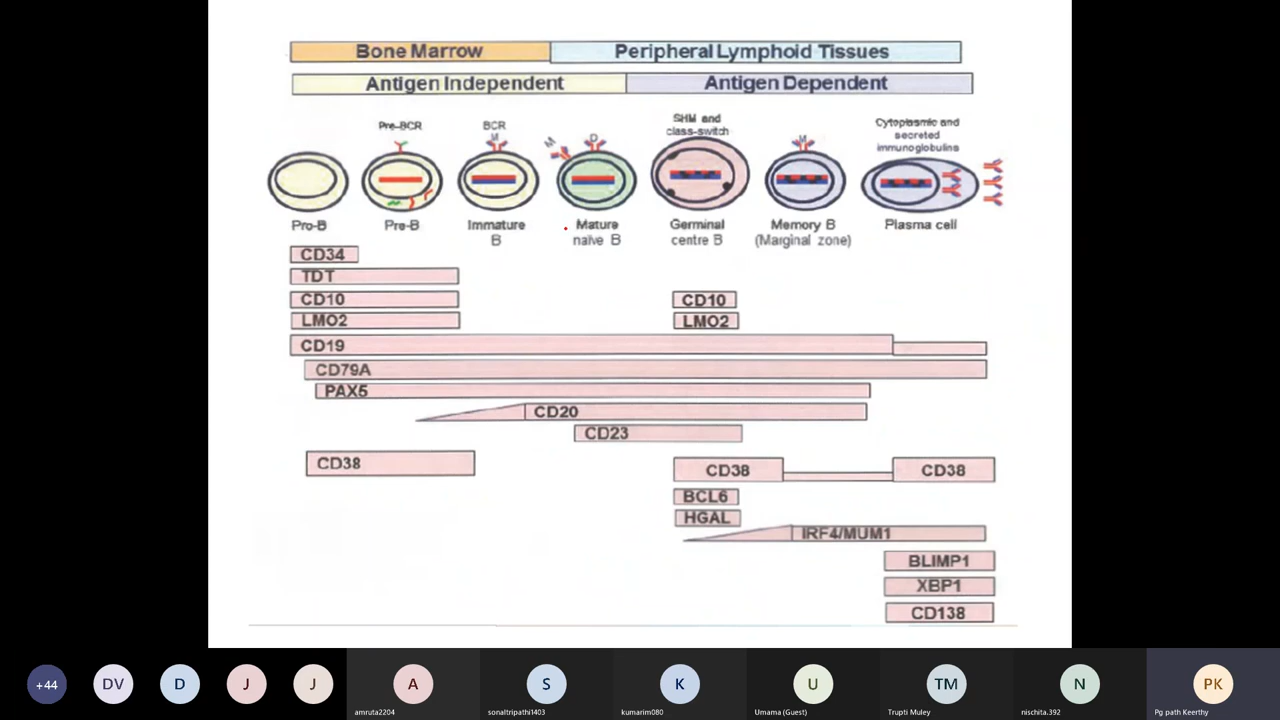 Bone Marrow
Peripheral Lymphoid Tissues
Antigen Independent
Antigen Dependent
Pre-BCR
BCR
M
M
D
SHM and
class-switch
M
Cytoplasmic and
secreted
immunoglobulins
Pro-B
Pre-B
Immature
B
Mature
naïve B
Germinal
centre B
Memory B
(Marginal zone)
Plasma cell
CD34
TDT
CD10
CD10
LMO2
LMO2
CD19
CD79A
PAX5
CD20
CD23
CD38
CD38
CD38
BCL6
HGAL
IRF4/MUM1
BLIMP1
XBP1
CD138
+44
DV
D
J
J
A
amruta2204
S
sonaltripathi1403
K
kumarim080
U
Umama (Guest)
TM
Trupti Muley
N
nischita.392
PK
Pg path Keerthy